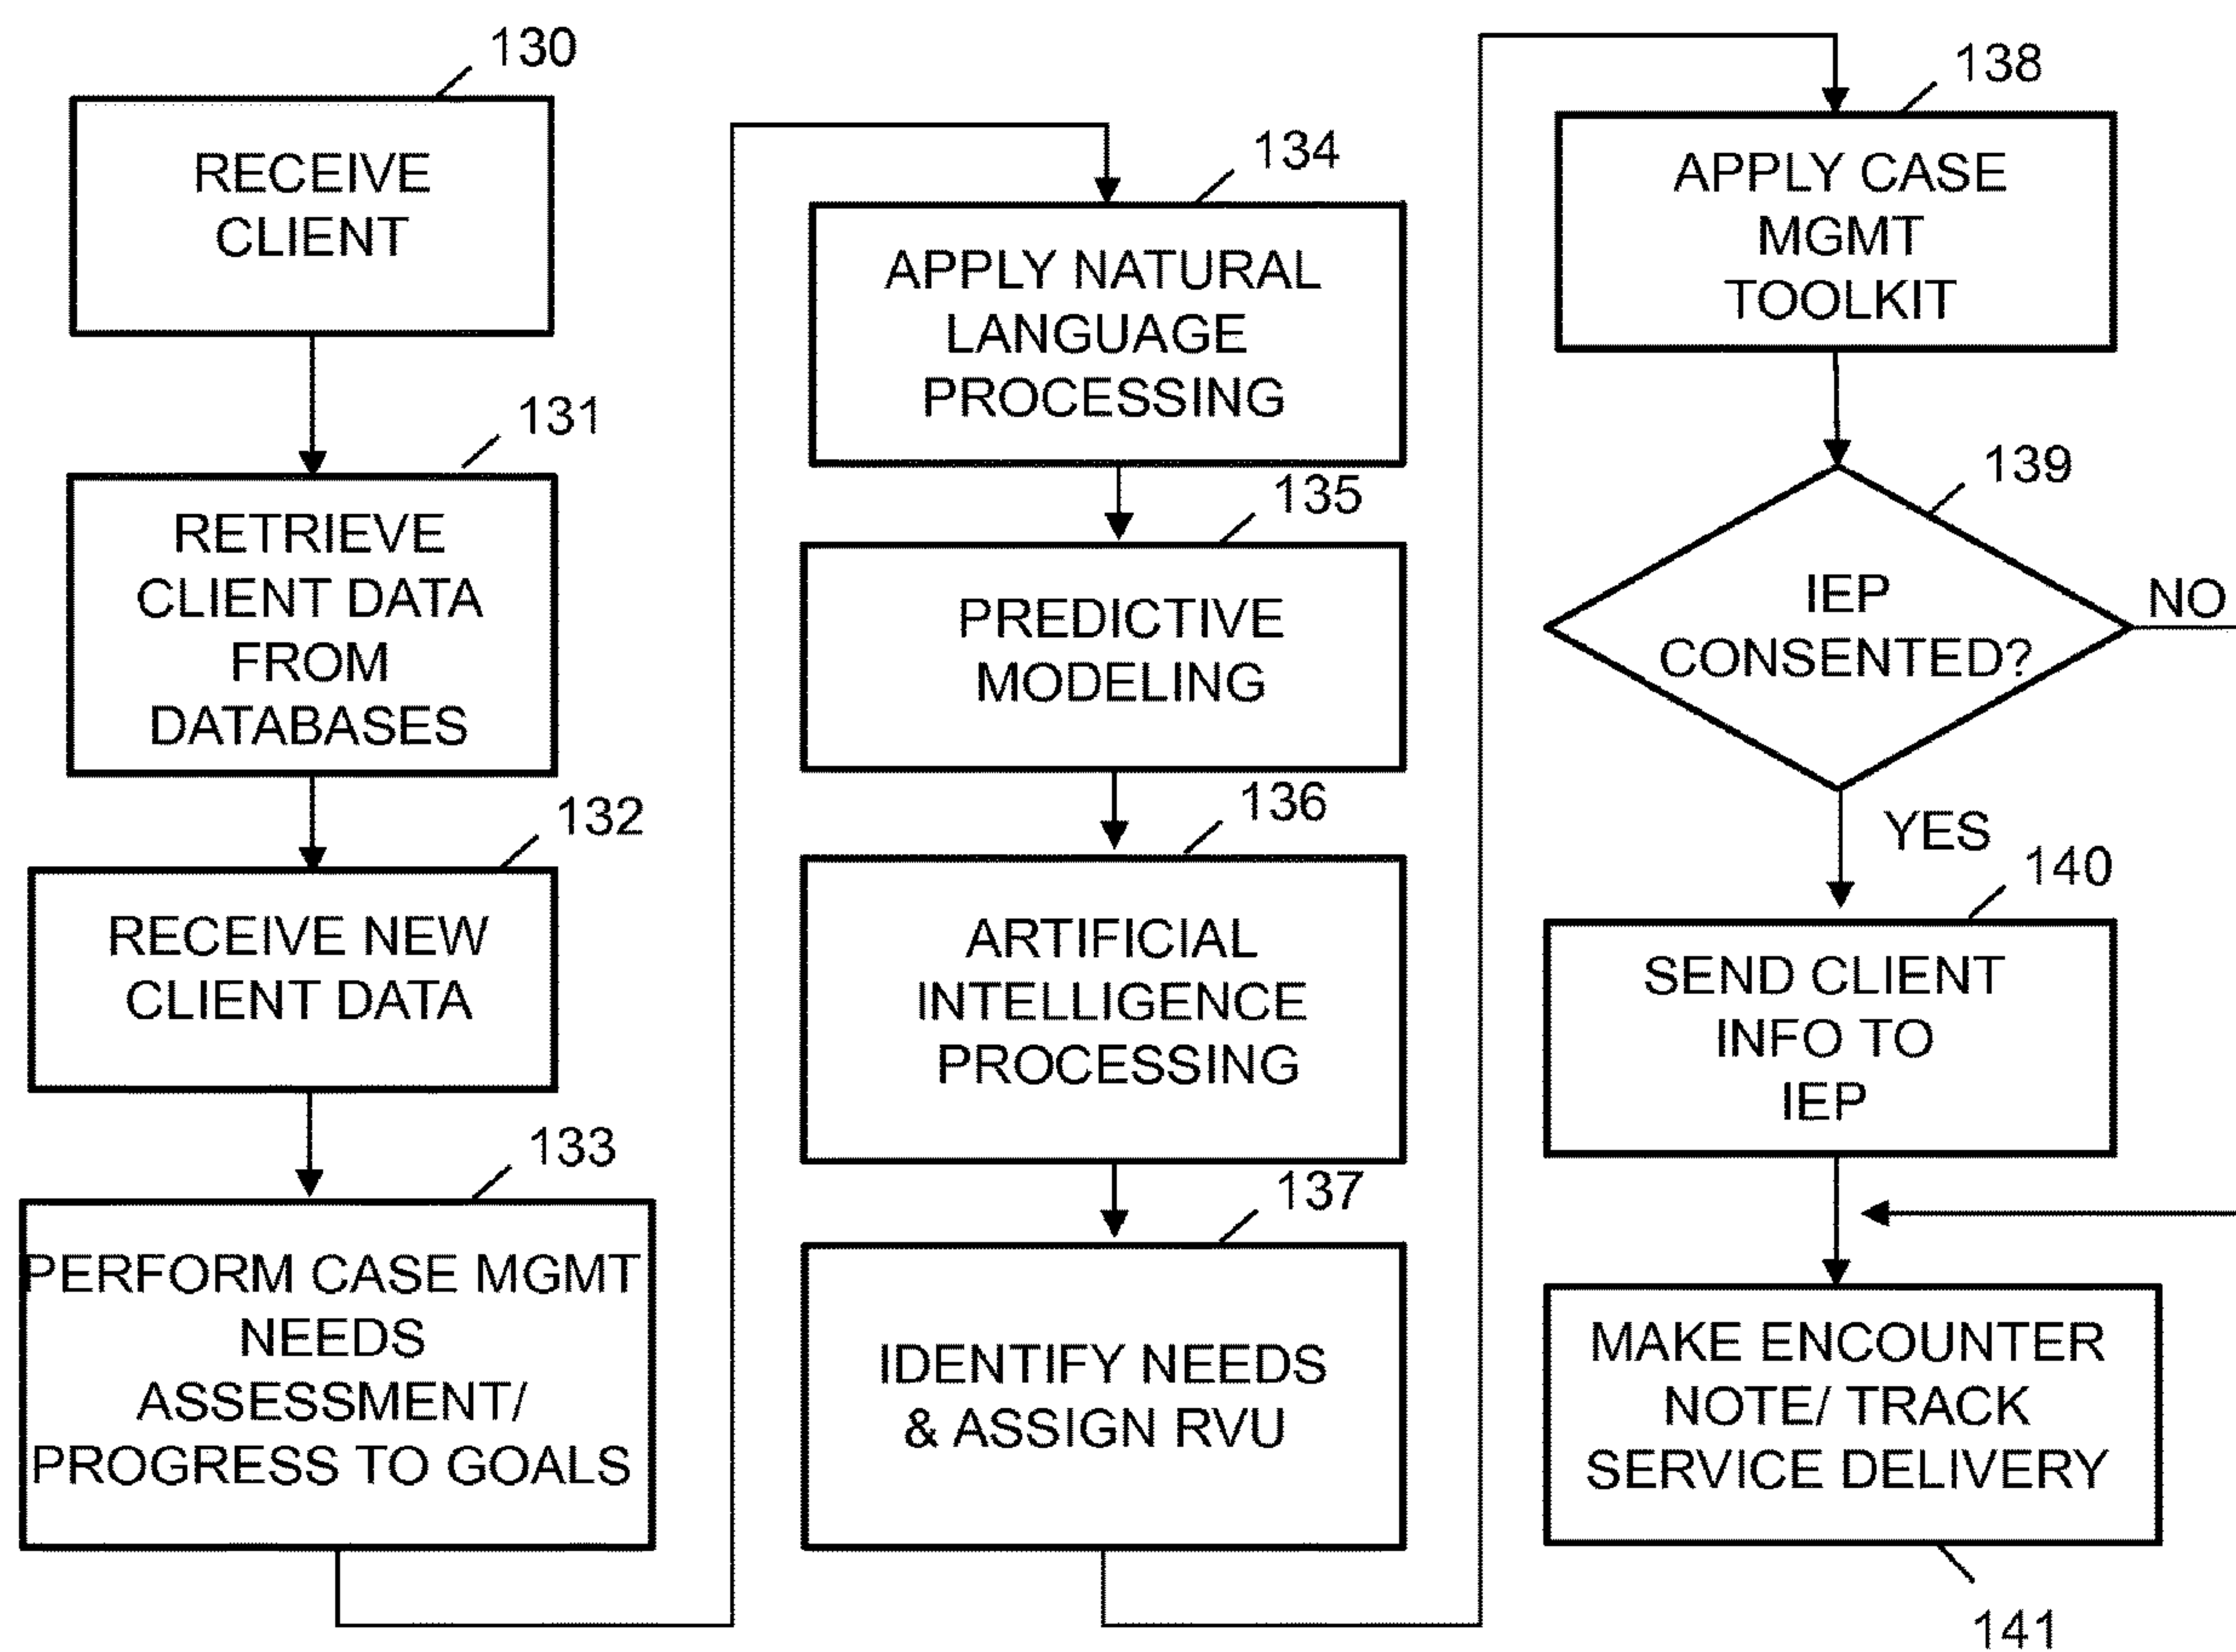 130
RECEIVE
CLIENT
131
RETRIEVE
CLIENT DATA
FROM
DATABASES
132
RECEIVE NEW
CLIENT DATA
133
PERFORM CASE MGMT
NEEDS
ASSESSMENT/
PROGRESS TO GOALS
134
APPLY NATURAL
LANGUAGE
PROCESSING
135
PREDICTIVE
MODELING
136
ARTIFICIAL
INTELLIGENCE
PROCESSING
137
IDENTIFY NEEDS
& ASSIGN RVU
138
APPLY CASE
MGMT
TOOLKIT
139
IEP
CONSENTED?
NO
YES
140
SEND CLIENT
INFO TO
IEP
MAKE ENCOUNTER
NOTE/ TRACK
SERVICE DELIVERY
141